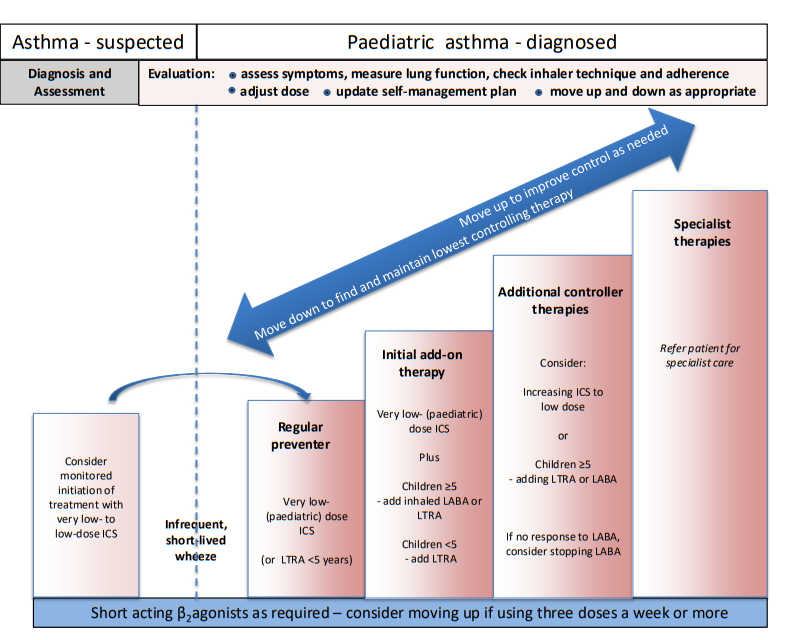 Asthma - suspected
Paediatric asthma - diagnosed
Diagnosis and
Assessment
Evaluation: • assess symptoms, measure lung function, check inhaler technique and adherence
• adjust dose • update self-management plan • move up and down as appropriate
Move up to improve control as needed
Move down to find and maintain lowest controlling therapy
Consider
monitored
initiation of
treatment with
very low- to
low-dose ICS
Infrequent,
short-lived
wheeze
Regular
preventer
Very low-
(paediatric) dose
ICS
(or LTRA <5 years)
Initial add-on
therapy
Very low- (paediatric)
dose ICS
Plus
Children ≥5
- add inhaled LABA or
LTRA
Children <5
- add LTRA
Additional controller
therapies
Consider:
Increasing ICS to
low dose
or
Children ≥5
- adding LTRA or LABA
If no response to LABA,
consider stopping LABA
Specialist
therapies
Refer patient for
specialist care
Short acting β₂agonists as required – consider moving up if using three doses a week or more